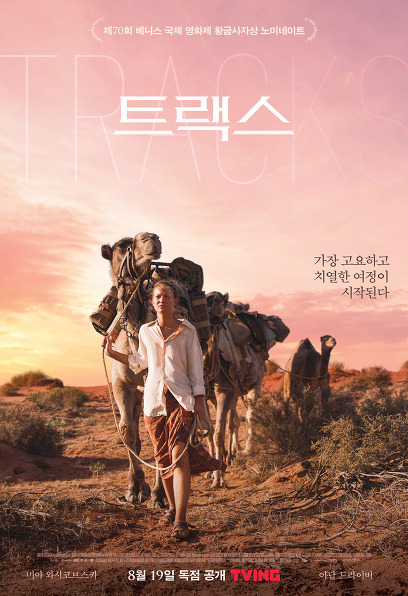 제70회 베니스 국제 영화제 황금사자상 노미네이트
TRACKS
트랙스
가장 고요하고
치열한 여정이
시작된다
미아 와시코브스카
8월 19일 독점 공개 TVING
아담 드라이버